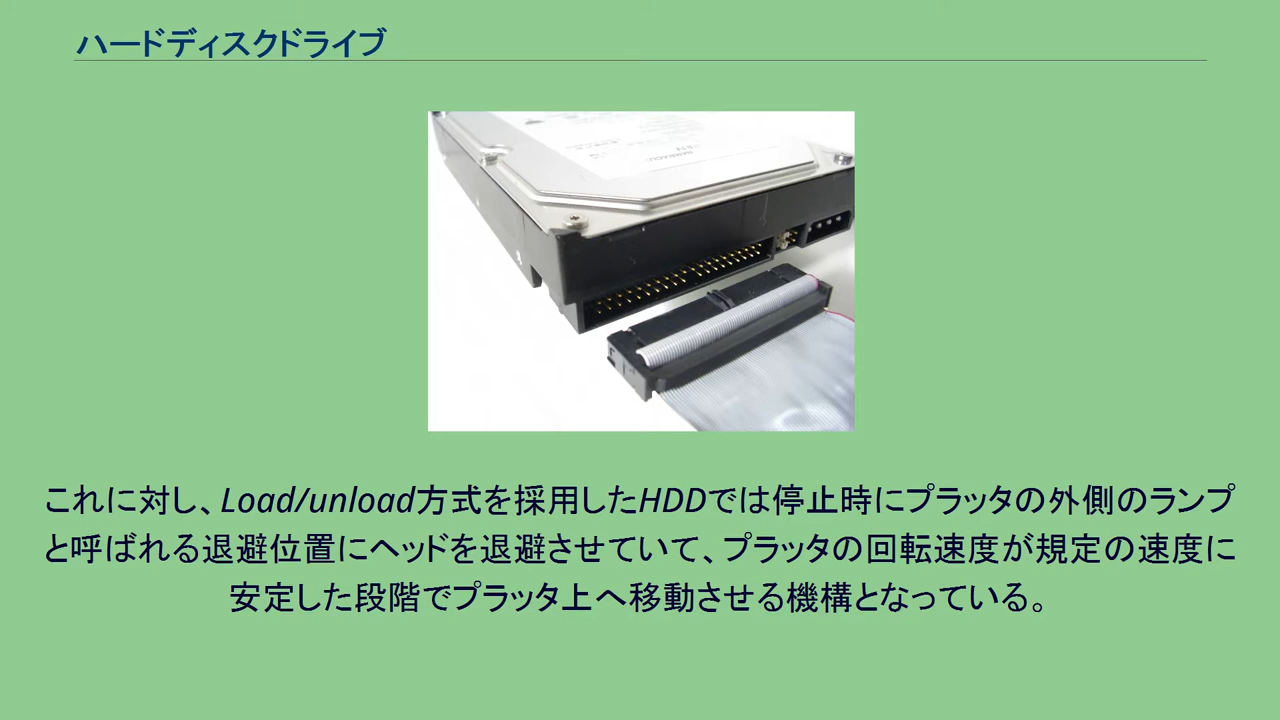 ハードディスクドライブ
これに対し、Load/unload方式を採用したHDDでは停止時にプラッタの外側のランプ
と呼ばれる退避位置にヘッドを退避させていて、プラッタの回転速度が規定の速度に
安定した段階でプラッタ上へ移動させる機構となっている。